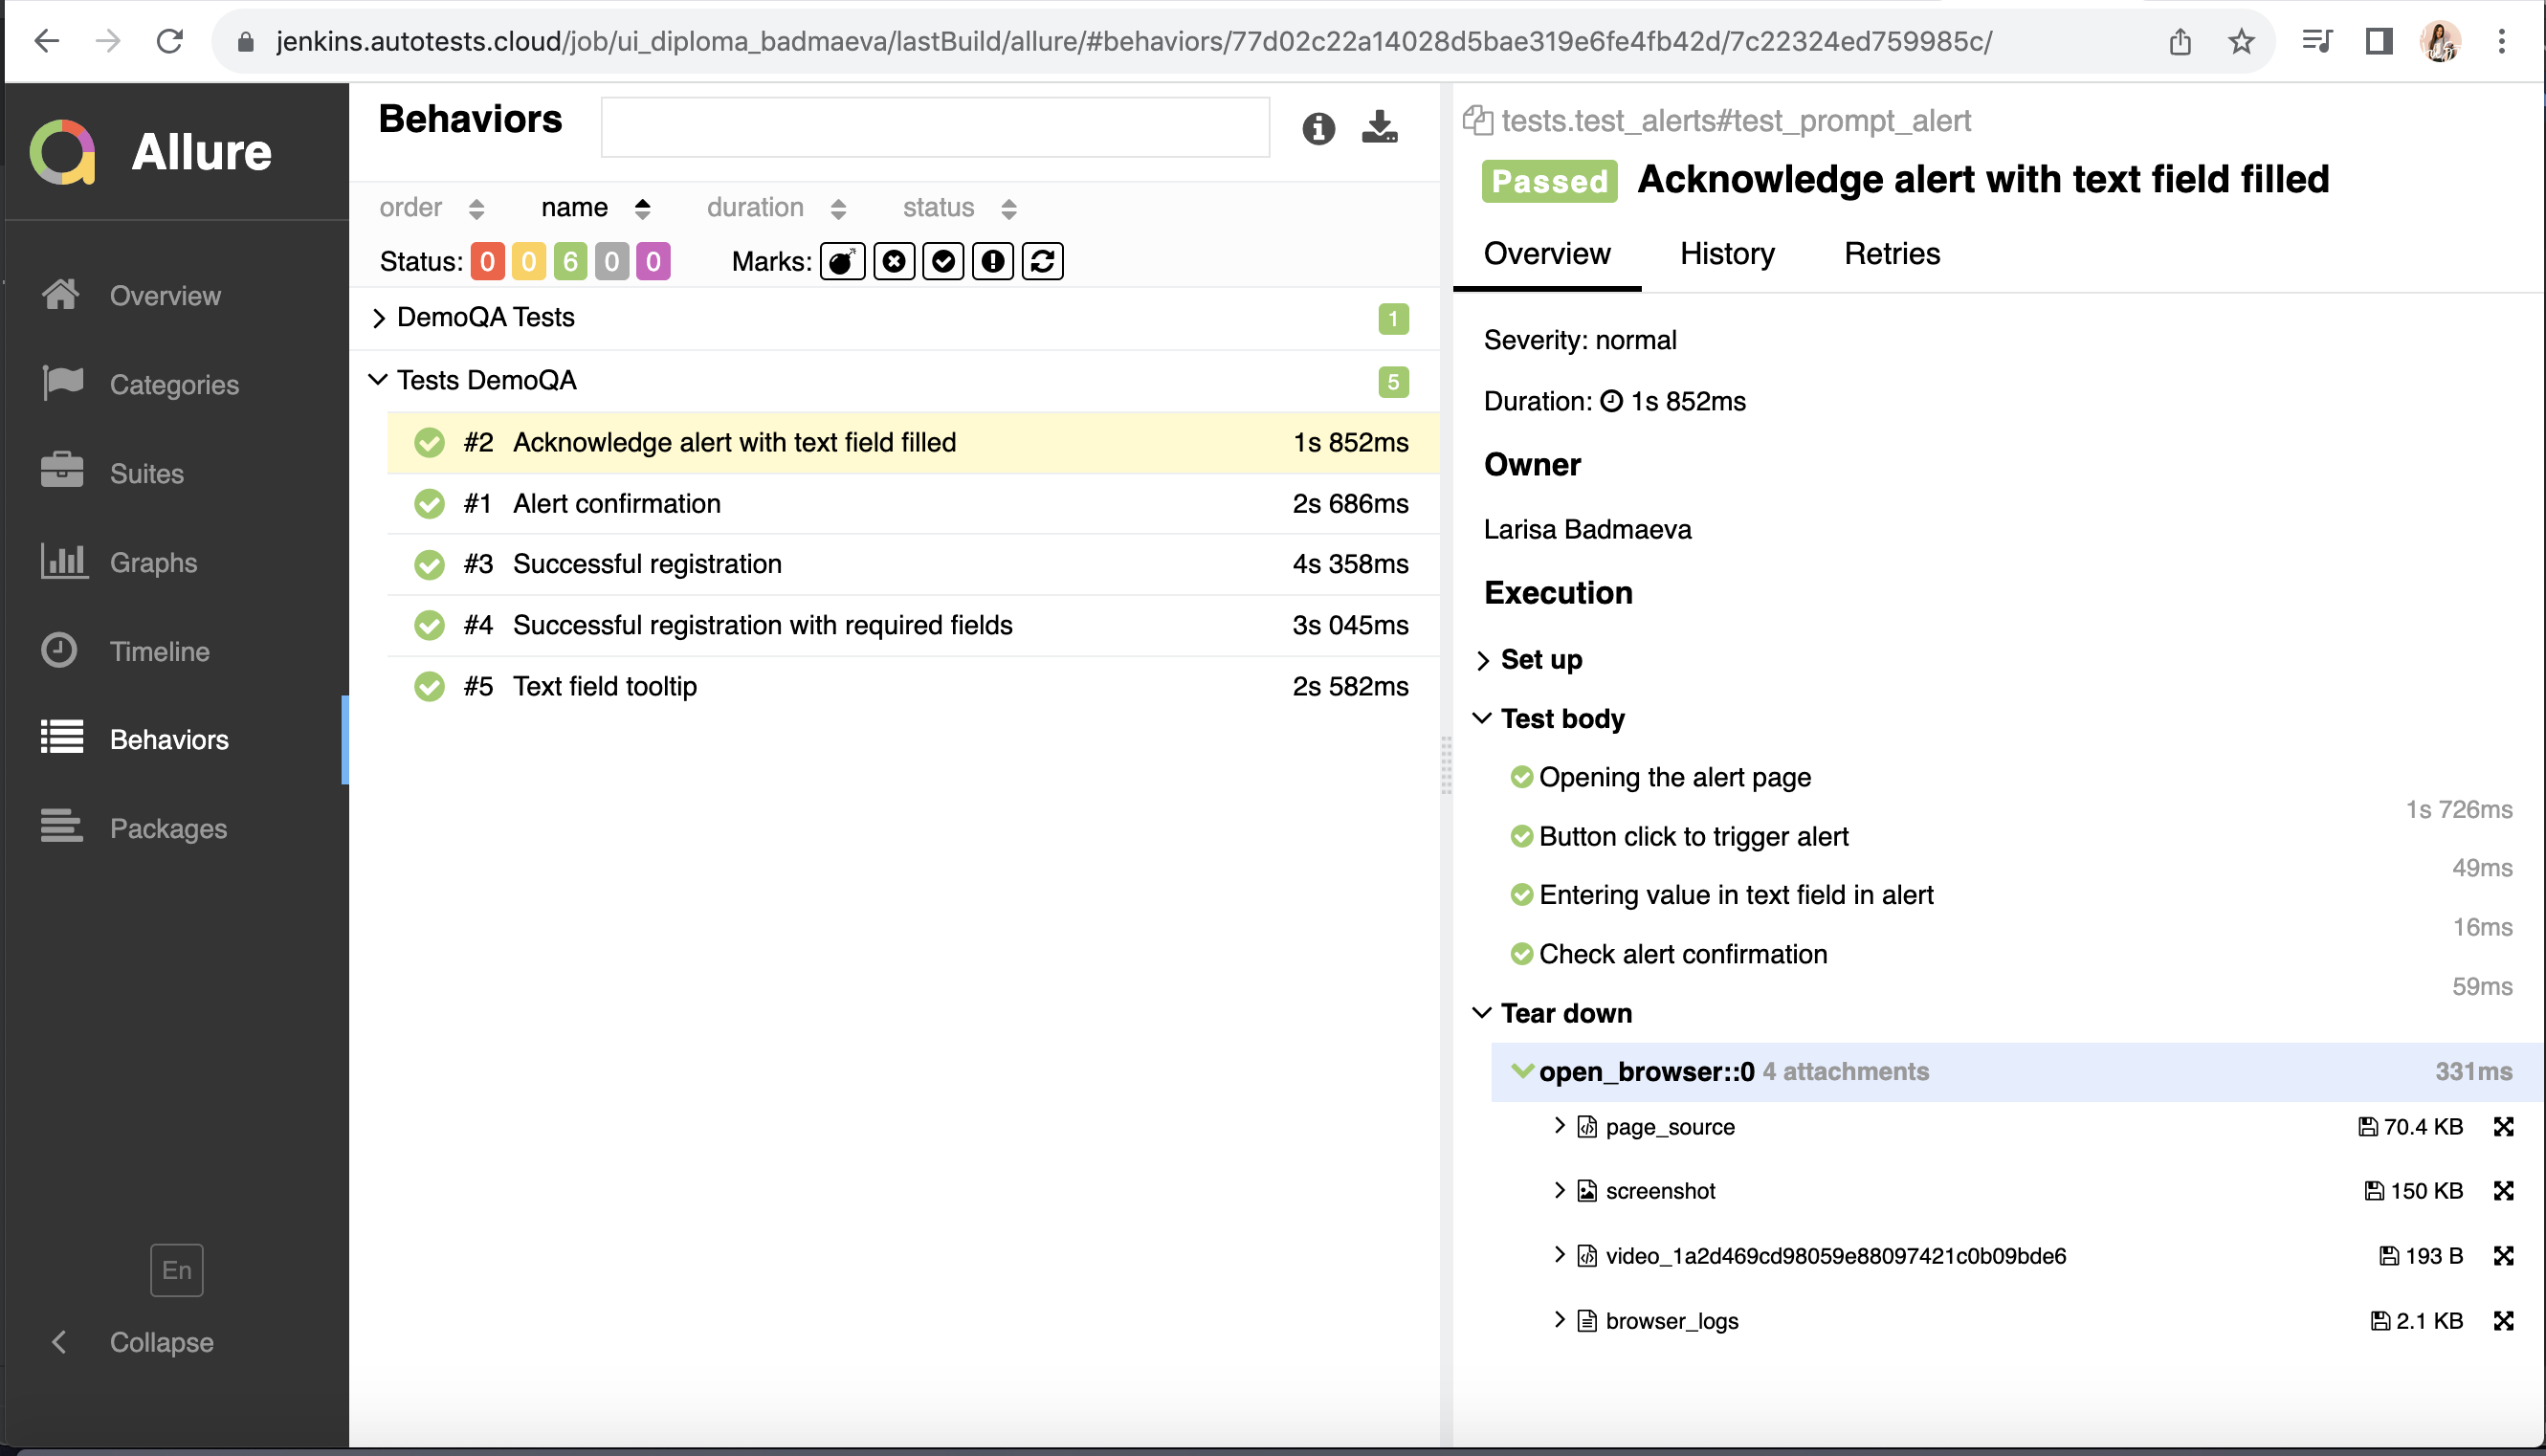 jenkins.autotests.cloud/job/ui_diploma_badmaeva/lastBuild/allure/#behaviors/77d02c22a14028d5bae319e6fe4fb42d/7c22324ed759985c/
Allure
Overview
Categories
Suites
Graphs
Timeline
Behaviors
Packages
En
Collapse
Behaviors
order name duration status
Status: 0 0 6 0 0 Marks:
DemoQA Tests 1
Tests DemoQA 5
#2 Acknowledge alert with text field filled 1s 852ms
#1 Alert confirmation 2s 686ms
#3 Successful registration 4s 358ms
#4 Successful registration with required fields 3s 045ms
#5 Text field tooltip 2s 582ms
tests.test_alerts#test_prompt_alert
Passed Acknowledge alert with text field filled
Overview History Retries
Severity: normal
Duration: 1s 852ms
Owner
Larisa Badmaeva
Execution
Set up
Test body
Opening the alert page
1s 726ms
Button click to trigger alert
49ms
Entering value in text field in alert
16ms
Check alert confirmation
59ms
Tear down
open_browser::0 4 attachments 331ms
page_source 70.4 KB
screenshot 150 KB
video_1a2d469cd98059e88097421c0b09bde6 193 B
browser_logs 2.1 KB